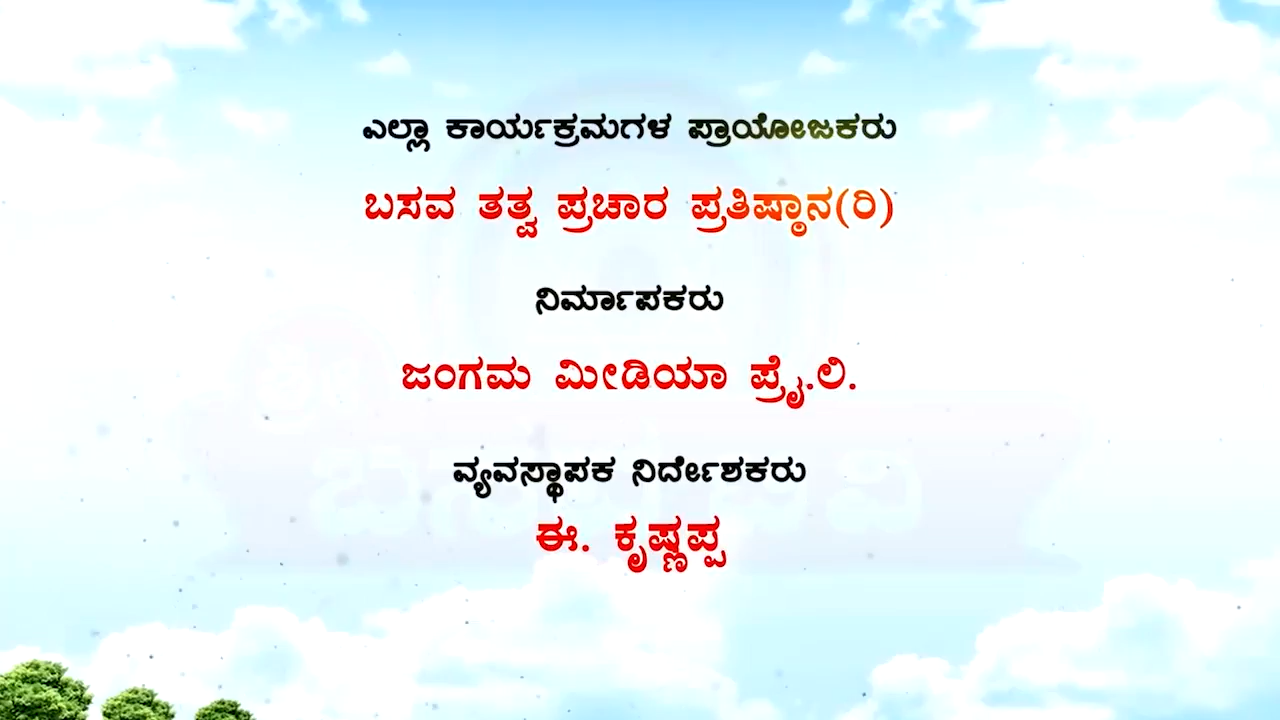 ಎಲ್ಲಾ ಕಾರ್ಯಕ್ರಮಗಳ ಪ್ರಾಯೋಜಕರು
ಬಸವ ತತ್ವ ಪ್ರಚಾರ ಪ್ರತಿಷ್ಠಾನ(ರಿ)
ನಿರ್ಮಾಪಕರು
ಜಂಗಮ ಮೀಡಿಯಾ ಪ್ರೈ.ಲಿ.
ವ್ಯವಸ್ಥಾಪಕ ನಿರ್ದೇಶಕರು
ಈ. ಕೃಷ್ಣಪ್ಪ